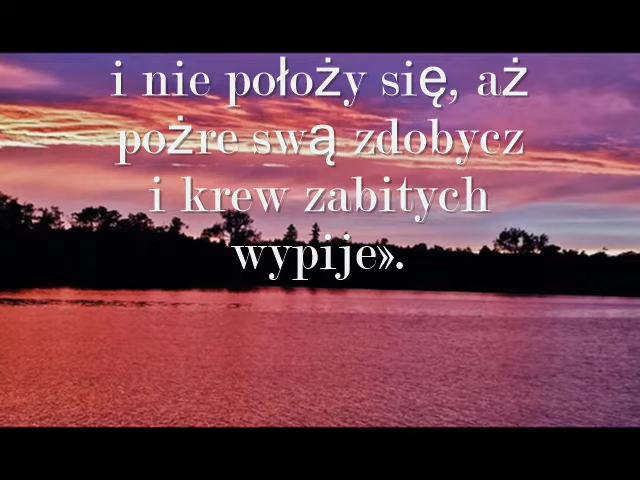 i nie położy się, aż
pożre swą zdobycz
i krew zabitych
wypije».